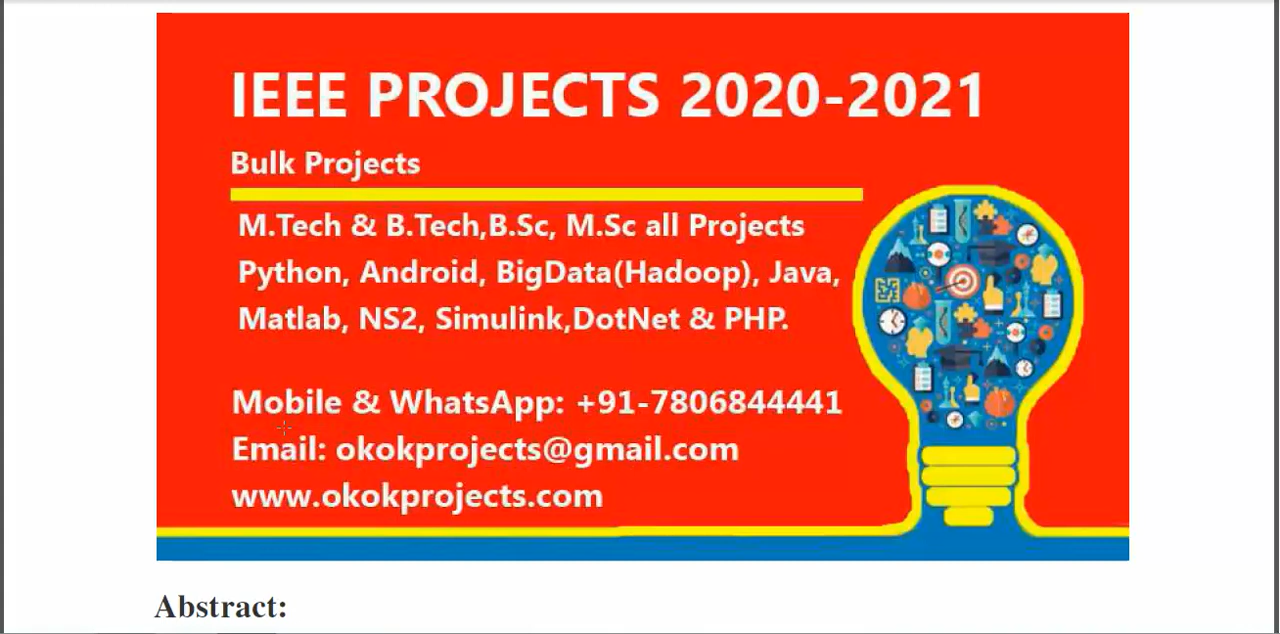 IEEE PROJECTS 2020-2021
Bulk Projects
M.Tech & B.Tech,B.Sc, M.Sc all Projects
Python, Android, BigData(Hadoop), Java,
Matlab, NS2, Simulink,DotNet & PHP.
Mobile & WhatsApp: +91-7806844441
Email: okokprojects@gmail.com
www.okokprojects.com
Abstract: